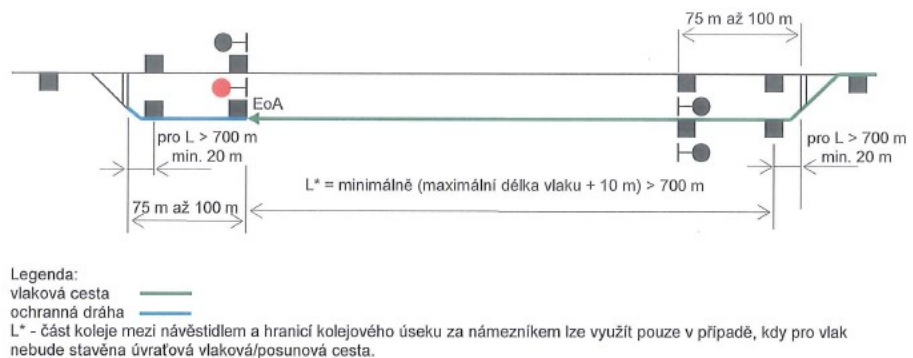 75 m až 100 m
EoA
pro L > 700 m
min. 20 m
pro L > 700 m
min. 20 m
L* = minimálně (maximální délka vlaku + 10 m) > 700 m
75 m až 100 m
Legenda:
vlaková cesta
ochranná dráha
L* - část koleje mezi návěstidlem a hranicí kolejového úseku za námezníkem lze využít pouze v případě, kdy pro vlak
nebude stavěna úvraťová vlaková/posunová cesta.